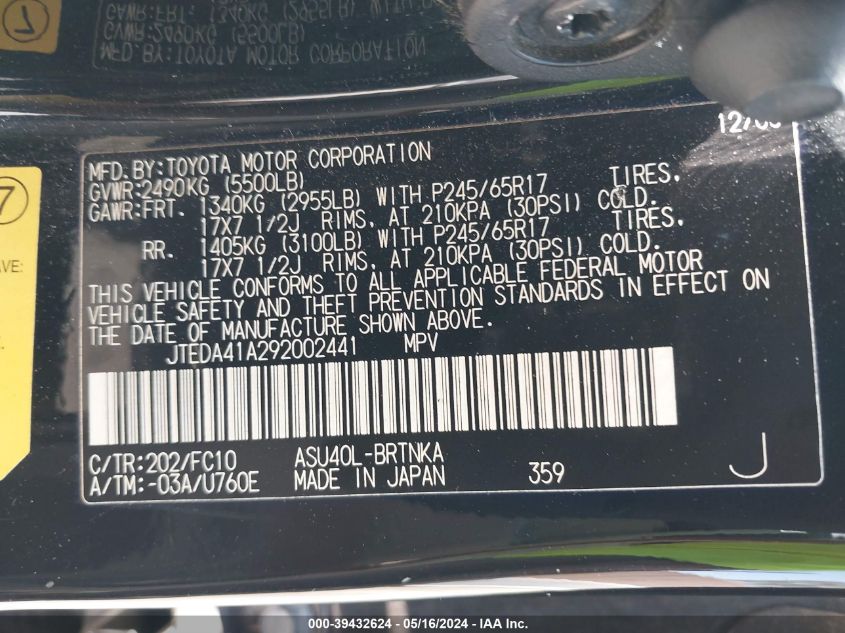 12/08
MFD. BY: TOYOTA MOTOR CORPORATION
GVWR: 2490KG (5500LB)
GAWR: FRT. 1340KG (2955LB) WITH P245/65R17 TIRES,
17X7 1/2J RIMS, AT 210KPA (30PSI) COLD.
RR. 1405KG (3100LB) WITH P245/65R17 TIRES,
17X7 1/2J RIMS, AT 210KPA (30PSI) COLD.
THIS VEHICLE CONFORMS TO ALL APPLICABLE FEDERAL MOTOR
VEHICLE SAFETY AND THEFT PREVENTION STANDARDS IN EFFECT ON
THE DATE OF MANUFACTURE SHOWN ABOVE.
JTEDA41A292002441 MPV
C/TR: 202/FC10 ASU40L-BRTNKA
A/TM: -03A/U760E MADE IN JAPAN 359 J
7
AVE:
000-39432624 - 05/16/2024 - IAA Inc.